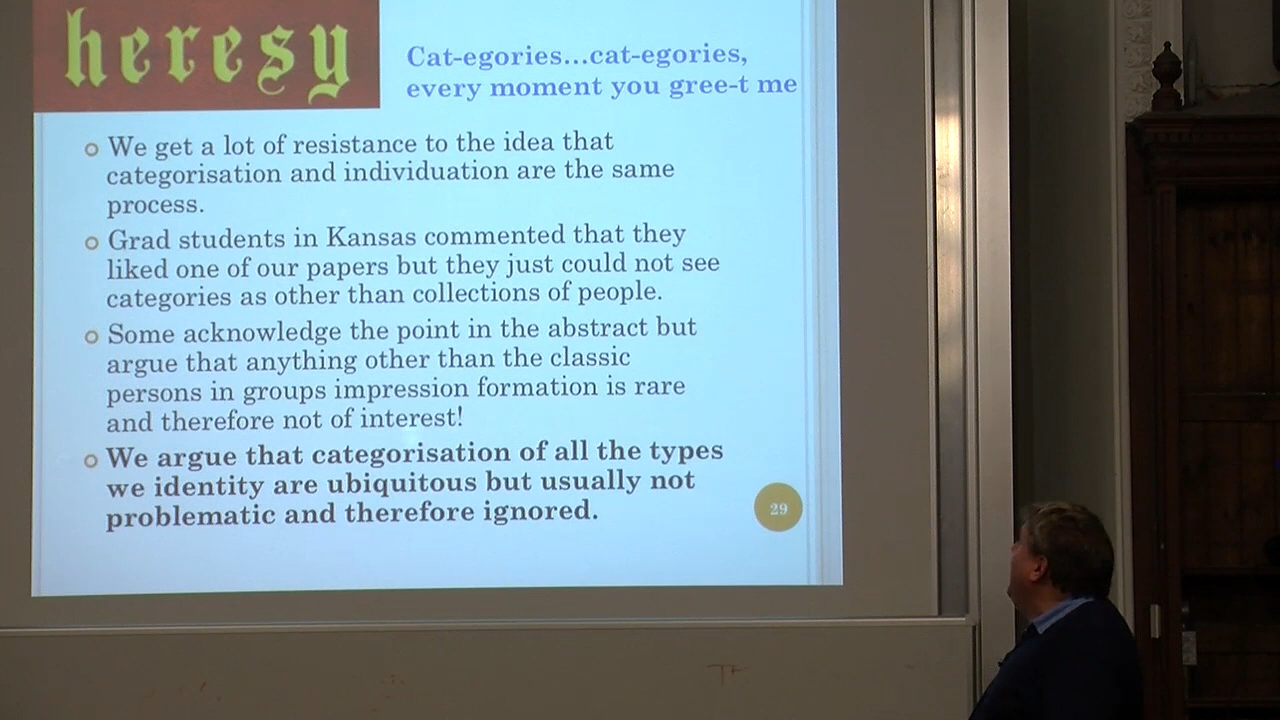 heresy
Cat-egories...cat-egories,
every moment you gree-t me
We get a lot of resistance to the idea that
categorisation and individuation are the same
process.
Grad students in Kansas commented that they
liked one of our papers but they just could not see
categories as other than collections of people.
Some acknowledge the point in the abstract but
argue that anything other than the classic
persons in groups impression formation is rare
and therefore not of interest!
We argue that categorisation of all the types
we identity are ubiquitous but usually not
problematic and therefore ignored.
29